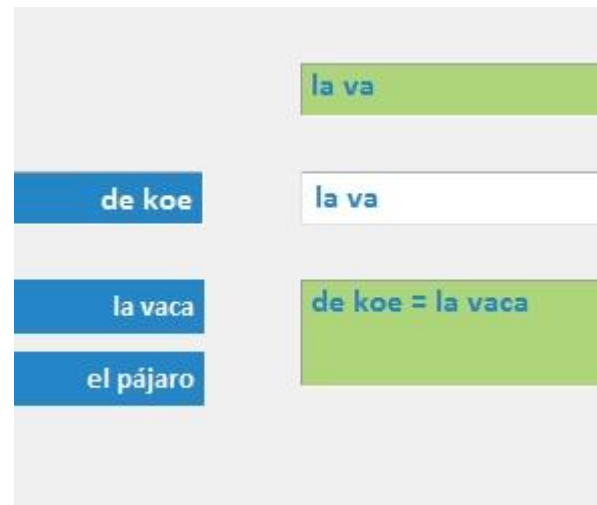 la va
de koe
la va
la vaca
de koe = la vaca
el pájaro